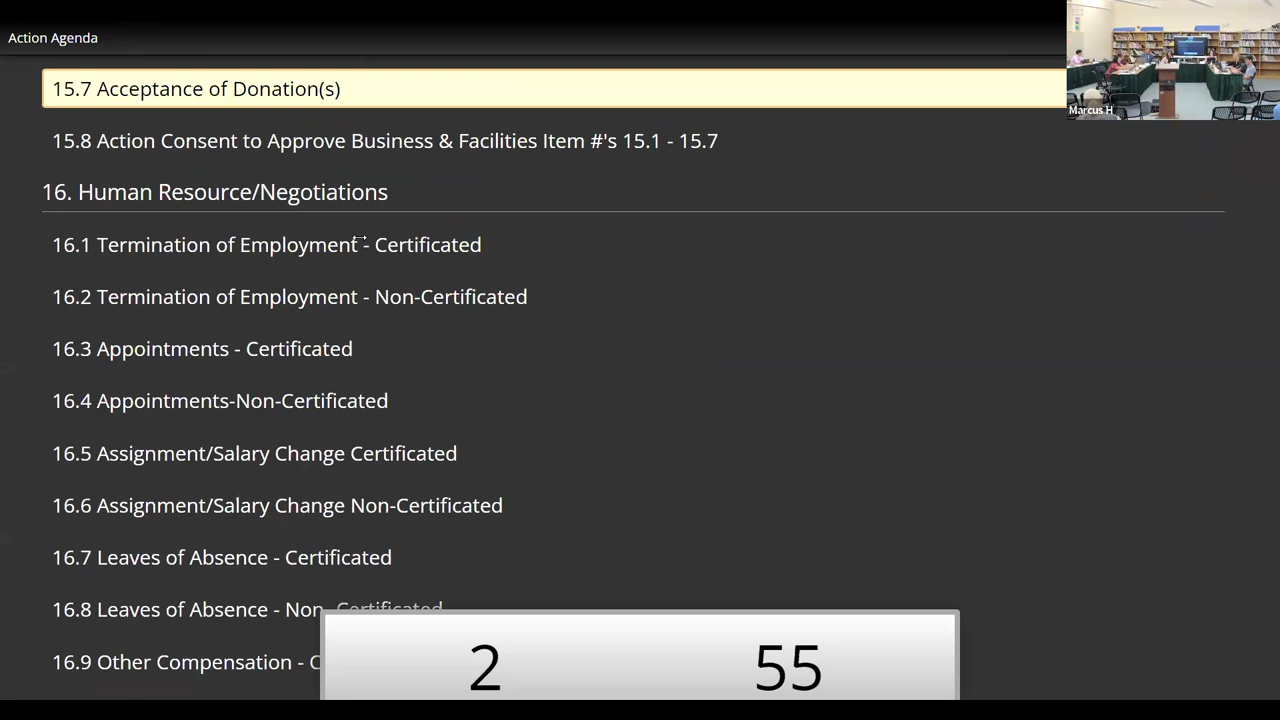 Action Agenda
Marcus H
15.7 Acceptance of Donation(s)
15.8 Action Consent to Approve Business & Facilities Item #'s 15.1 - 15.7
16. Human Resource/Negotiations
16.1 Termination of Employment - Certificated
16.2 Termination of Employment - Non-Certificated
16.3 Appointments - Certificated
16.4 Appointments-Non-Certificated
16.5 Assignment/Salary Change Certificated
16.6 Assignment/Salary Change Non-Certificated
16.7 Leaves of Absence - Certificated
16.8 Leaves of Absence - Non- Certificated
16.9 Other Compensation - C
2 55